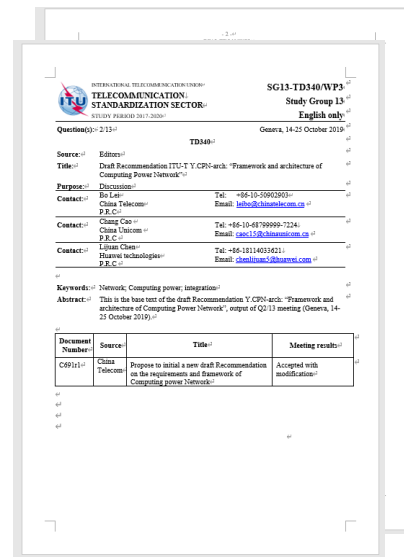 - 2 -
INTERNATIONAL TELECOMMUNICATION UNION
TELECOMMUNICATION
STANDARDIZATION SECTOR
STUDY PERIOD 2017-2020
SG13-TD340/WP3
Study Group 13
English only
ITU
Question(s): 2/13
Geneva, 14-25 October 2019
TD340
Source: Editors
Title: Draft Recommendation ITU-T Y.CPN-arch: “Framework and architecture of
Computing Power Network”
Purpose: Discussion
Contact: Bo Lei
China Telecom
P.R.C
Tel: +86-10-50902903
Email: leibo@chinatelecom.cn
Contact: Chang Cao
China Unicom
P.R.C
Tel: +86-10-68799999-7224
Email: caoc15@chinaunicom.cn
Contact: Lijuan Chen
Huawei technologies
P.R.C
Tel: +86-18114033621
Email: chenlijuan5@huawei.com
Keywords: Network; Computing power; integration
Abstract: This is the base text of the draft Recommendation Y.CPN-arch: “Framework and
architecture of Computing Power Network”, output of Q2/13 meeting (Geneva, 14-
25 October 2019).
Document
Number
Source
Title
Meeting results
C691r1
China
Telecom
Propose to initial a new draft Recommendation
on the requirements and framework of
Computing power Network
Accepted with
modification